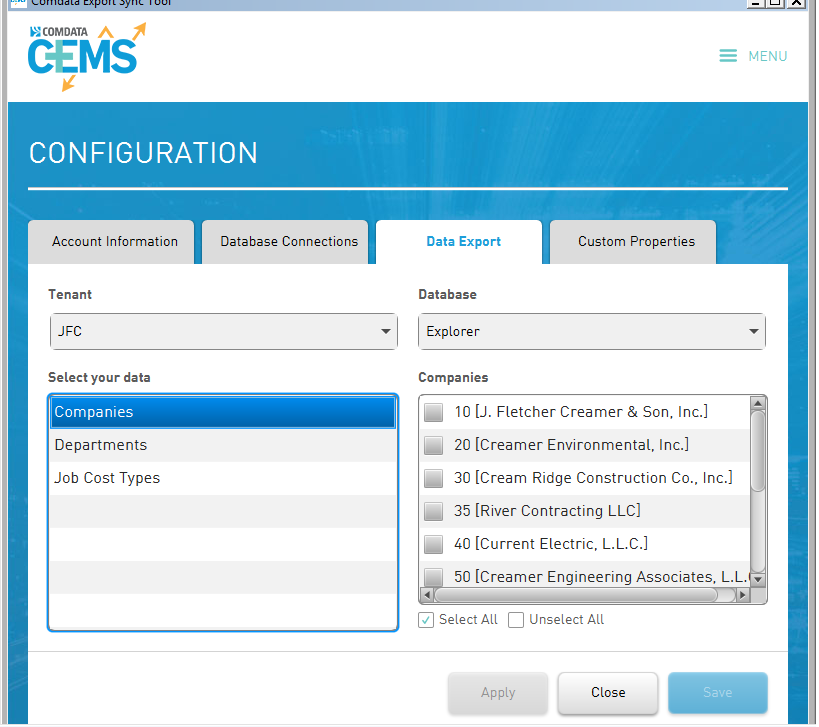 Comdata Export Sync Tool
COMDATA
CEMS
MENU
CONFIGURATION
Account Information
Database Connections
Data Export
Custom Properties
Tenant
Database
JFC
Explorer
Select your data
Companies
Companies
10 [J. Fletcher Creamer & Son, Inc.]
Departments
20 [Creamer Environmental, Inc.]
Job Cost Types
30 [Cream Ridge Construction Co., Inc.]
35 [River Contracting LLC]
40 [Current Electric, L.L.C.]
50 [Creamer Engineering Associates, L.L.
Select All
Unselect All
Apply
Close
Save